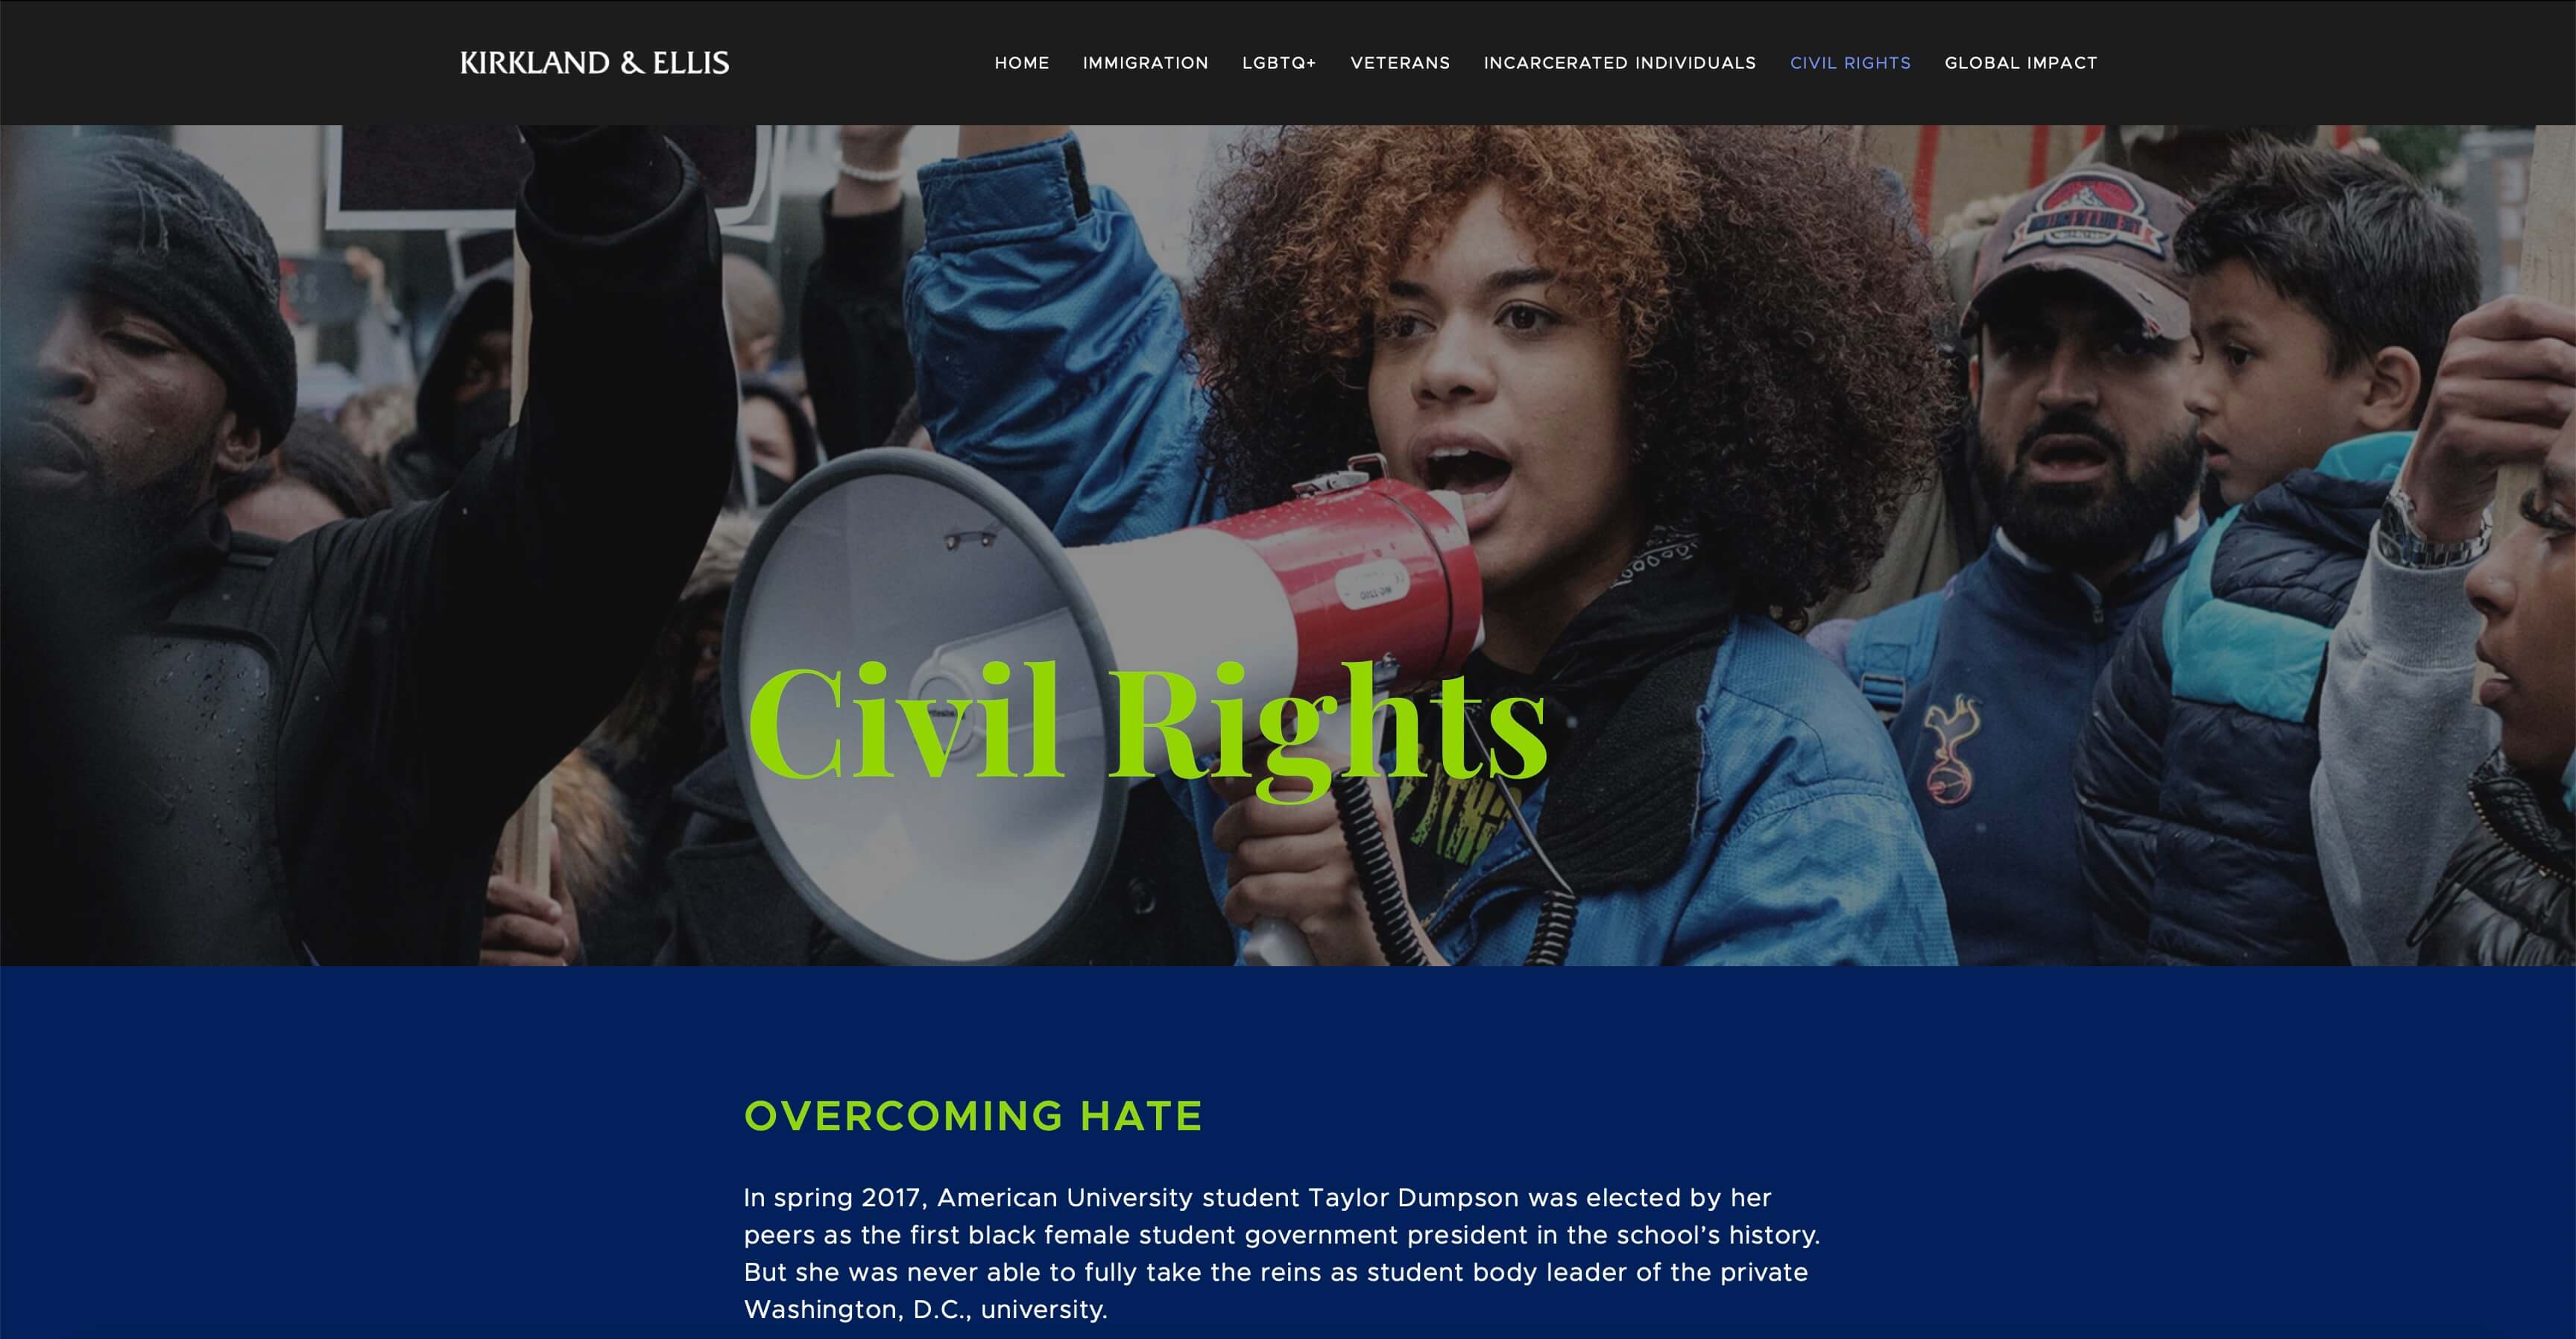 KIRKLAND & ELLIS
HOME IMMIGRATION LGBTQ+ VETERANS INCARCERATED INDIVIDUALS CIVIL RIGHTS GLOBAL IMPACT
Civil Rights
OVERCOMING HATE
In spring 2017, American University student Taylor Dumpson was elected by her
peers as the first black female student government president in the school’s history.
But she was never able to fully take the reins as student body leader of the private
Washington, D.C., university.